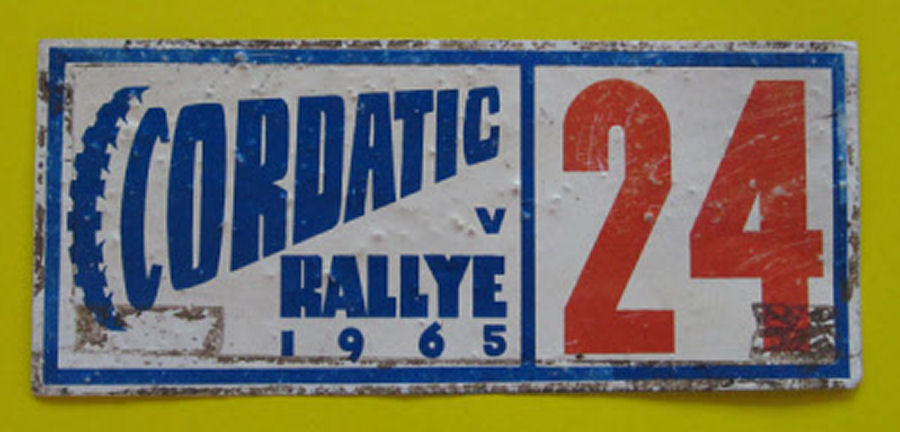 CORDATIC
V
RALLYE
1965
24